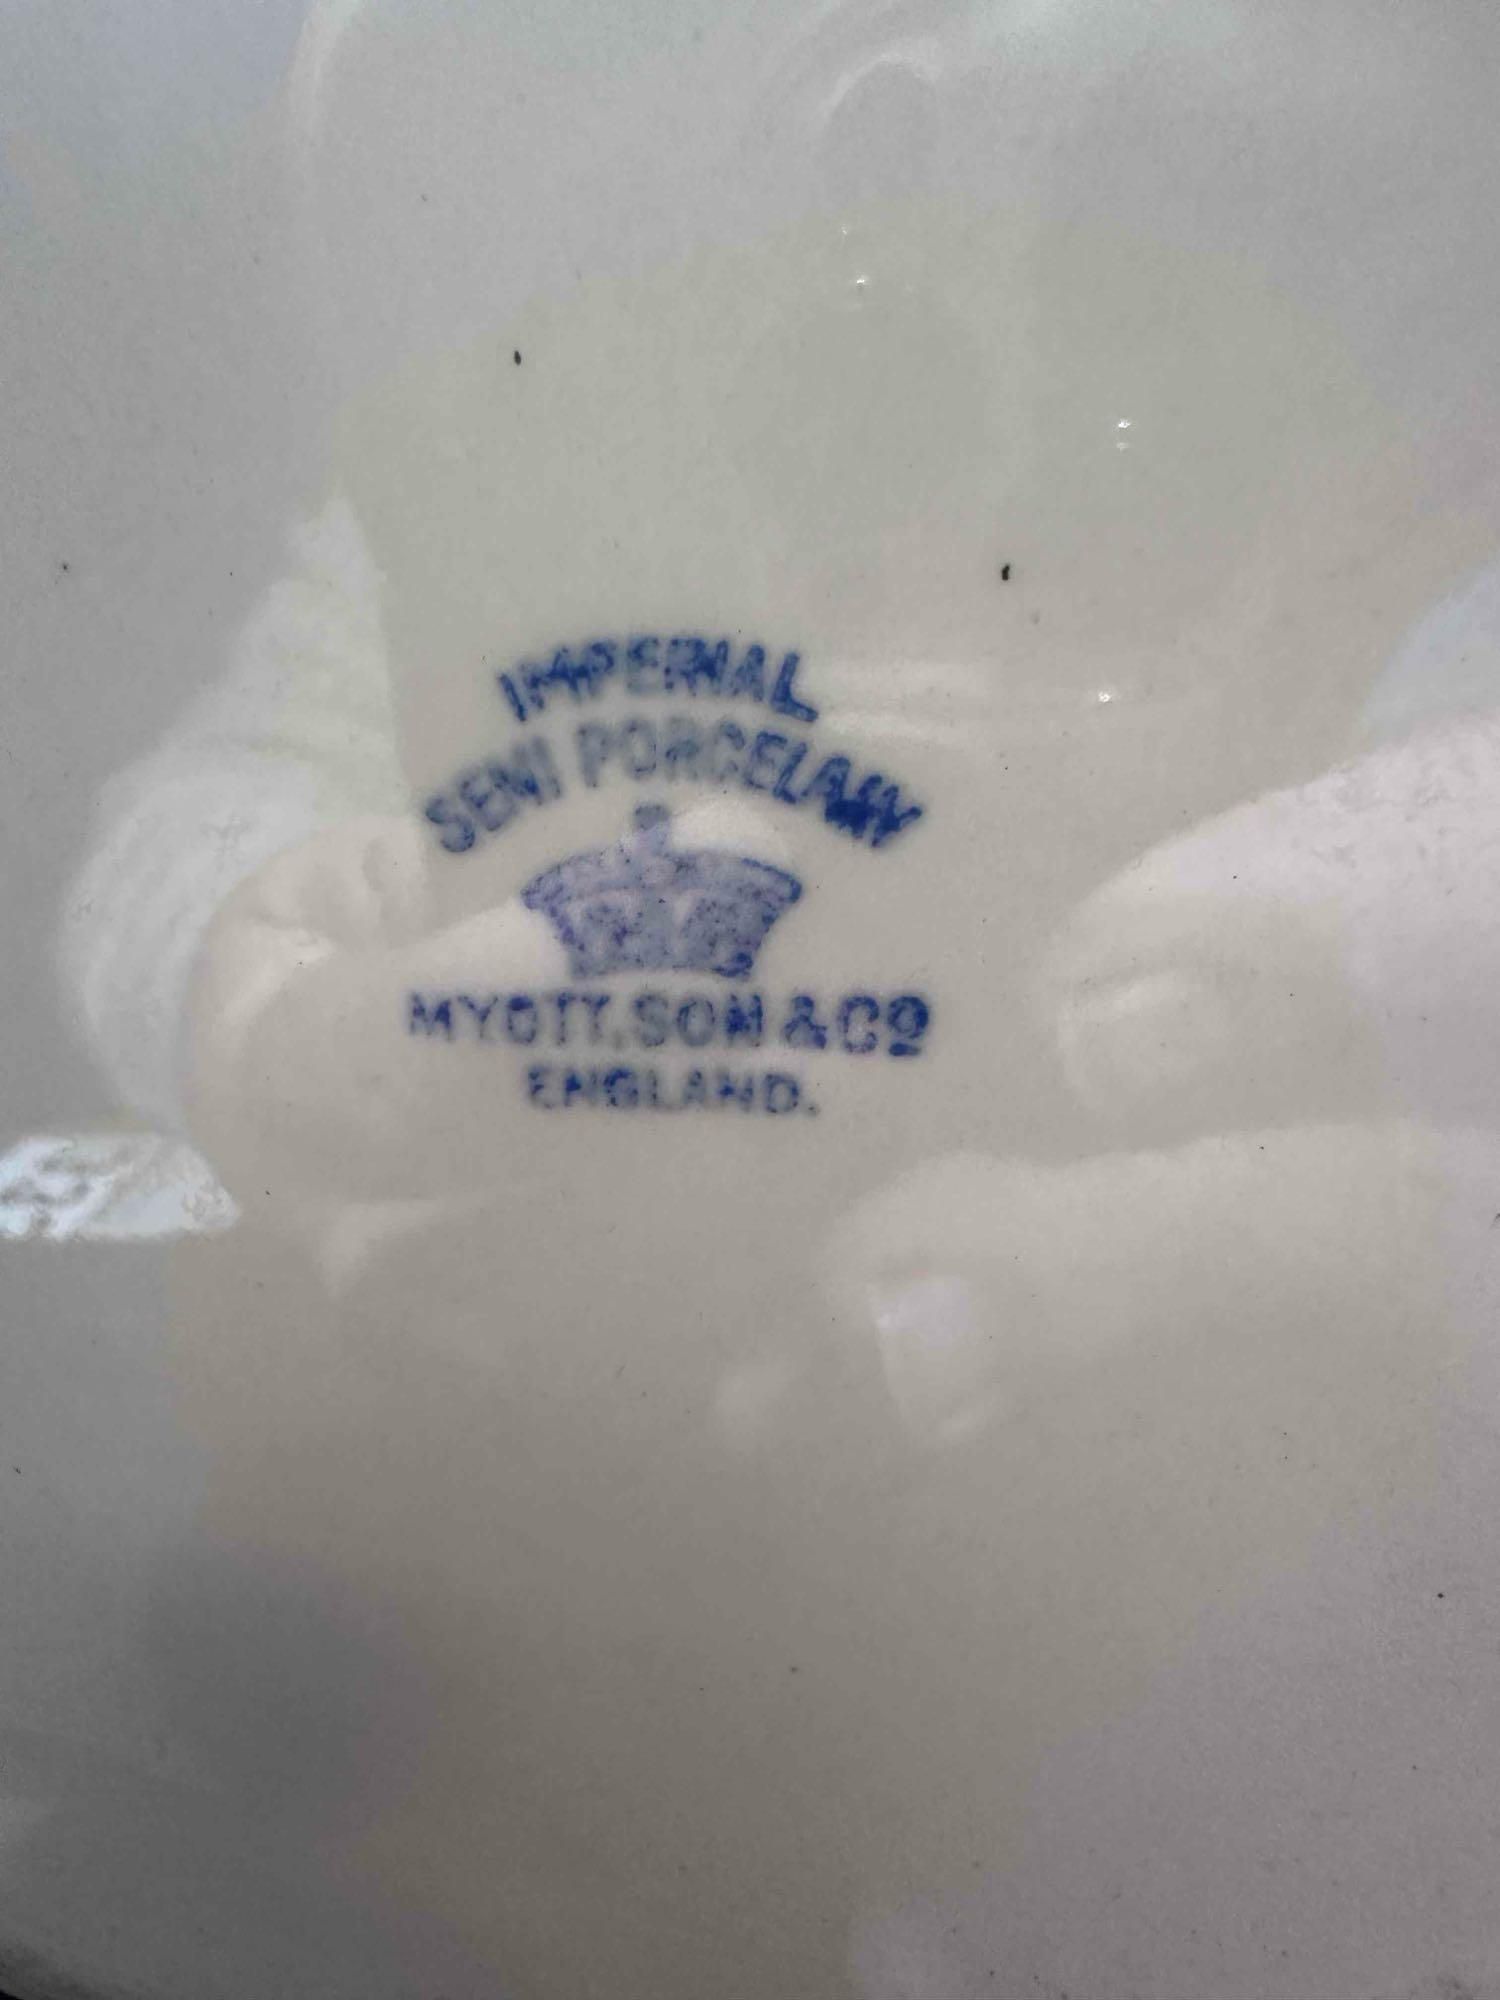 IMPERIAL
SEMI PORCELAIN
MYOTT, SON & Cº
ENGLAND.